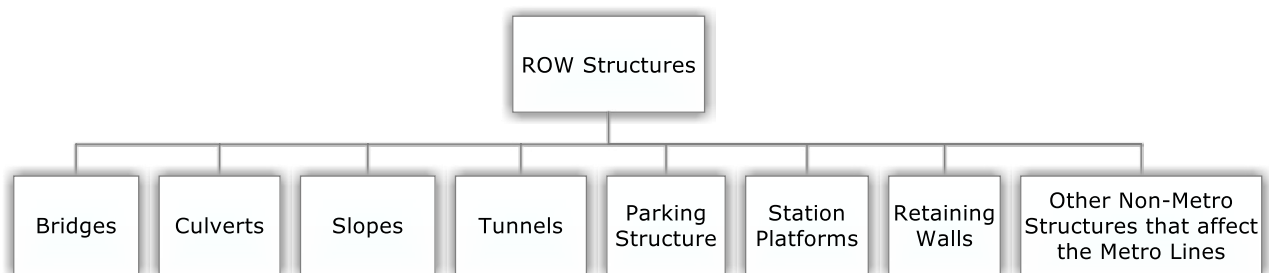 ROW Structures
Bridges
Culverts
Slopes
Tunnels
Parking
Structure
Station
Platforms
Retaining
Walls
Other Non-Metro
Structures that affect
the Metro Lines